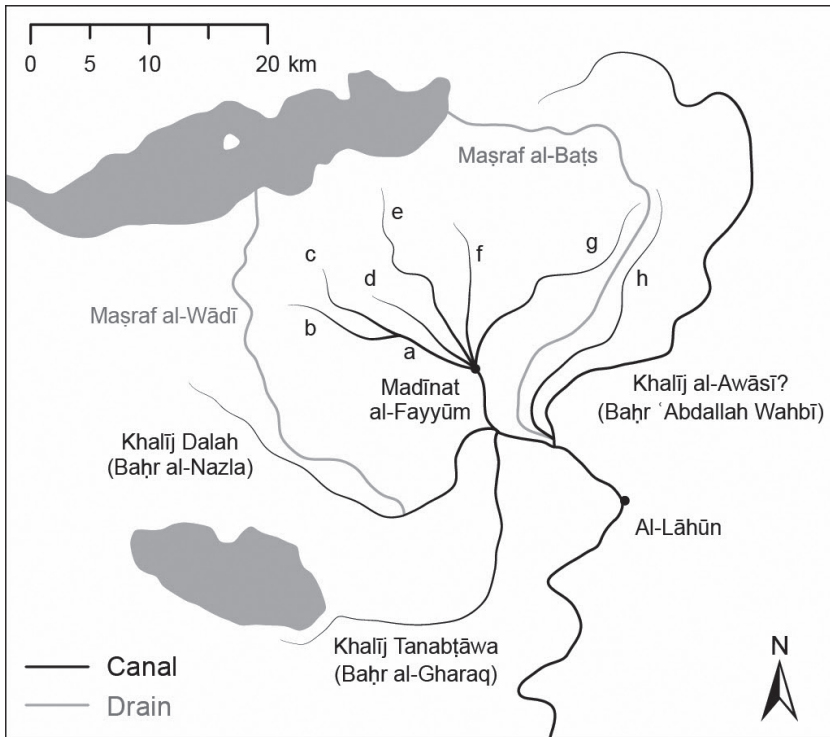 0 5 10 20 km
Maṣraf al-Baṭs
e
f
g
c
d
h
Maṣraf al-Wādī
b
a
Madīnat
al-Fayyūm
Khalīj al-Awāsī?
(Baḥr ʿAbdallah Wahbī)
Khalīj Dalah
(Baḥr al-Nazla)
Al-Lāhūn
Khalīj Tanabṭāwa
(Baḥr al-Gharaq)
Canal
Drain
N